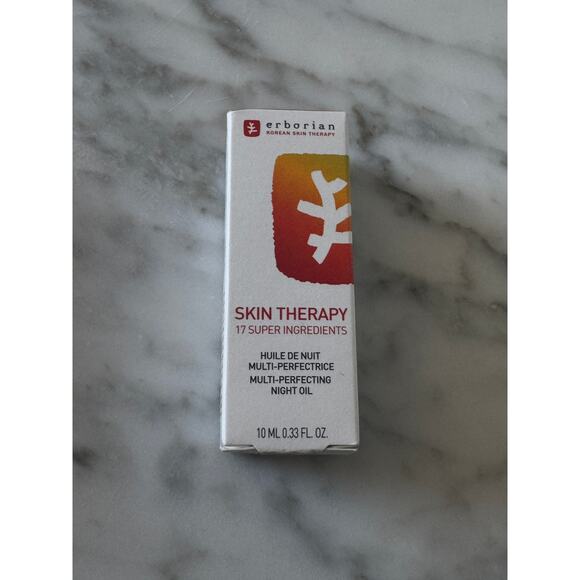 erborian
KOREAN SKIN THERAPY
SKIN THERAPY
17 SUPER INGREDIENTS
HUILE DE NUIT
MULTI-PERFECTRICE
MULTI-PERFECTING
NIGHT OIL
10 ML 0.33 FL. OZ.